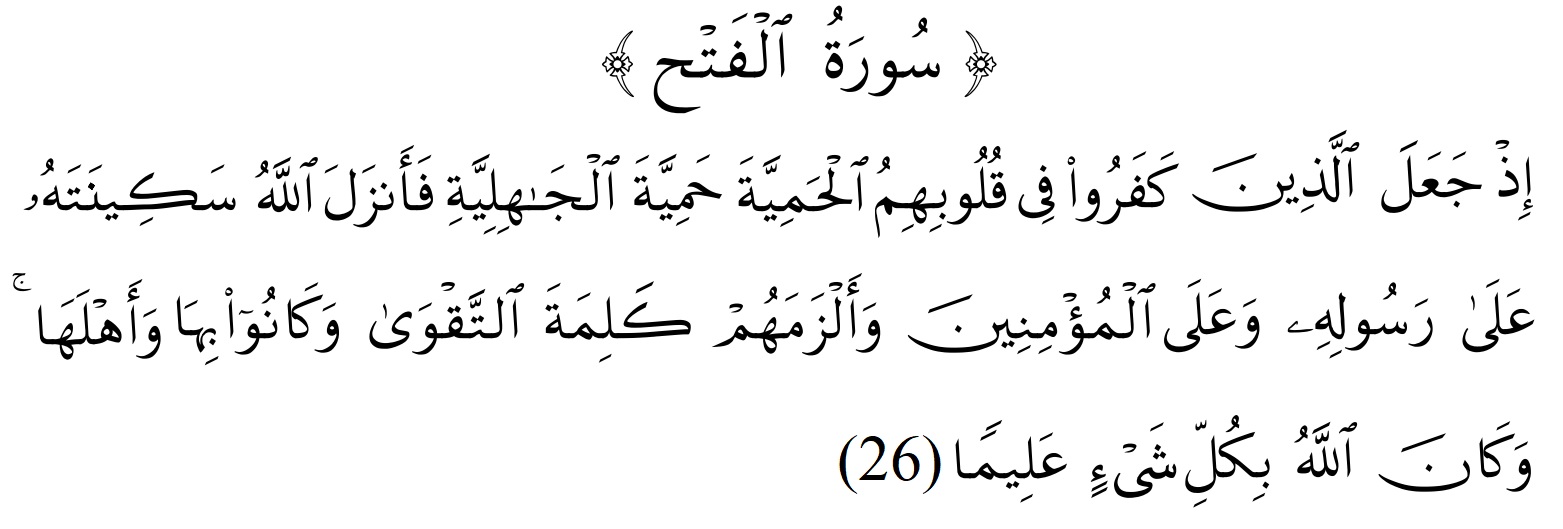 ﴿ سُورَةُ ٱلْفَتْح ﴾
إِذْ جَعَلَ ٱلَّذِينَ كَفَرُوا۟ فِى قُلُوبِهِمُ ٱلْحَمِيَّةَ حَمِيَّةَ ٱلْجَـٰهِلِيَّةِ فَأَنزَلَ ٱللَّهُ سَكِينَتَهُۥ
عَلَىٰ رَسُولِهِۦ وَعَلَى ٱلْمُؤْمِنِينَ وَأَلْزَمَهُمْ كَلِمَةَ ٱلتَّقْوَىٰ وَكَانُوٓا۟ بِهَا وَأَهْلَهَا ۚ
وَكَانَ ٱللَّهُ بِكُلِّ شَىْءٍ عَلِيمًا (26)